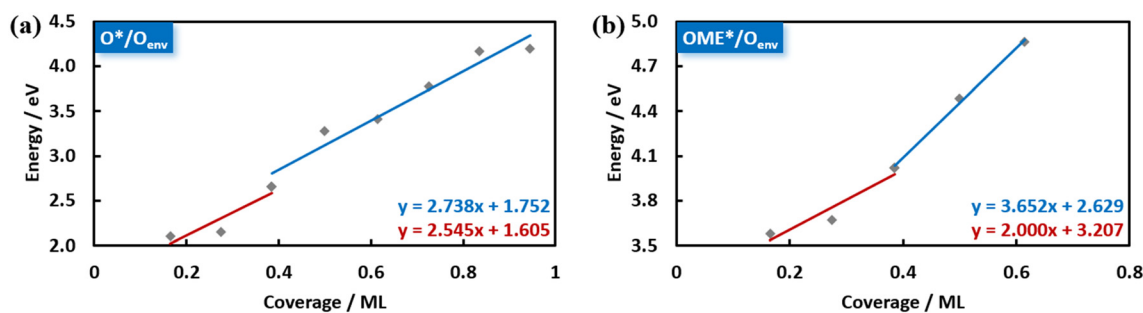 (a)
O*/O_env
Energy / eV
4.5
4.0
3.5
3.0
2.5
2.0
y = 2.738x + 1.752
y = 2.545x + 1.605
0 0.2 0.4 0.6 0.8 1
Coverage / ML
(b)
OME*/O_env
Energy / eV
5.0
4.7
4.4
4.1
3.8
3.5
y = 3.652x + 2.629
y = 2.000x + 3.207
0 0.2 0.4 0.6 0.8
Coverage / ML